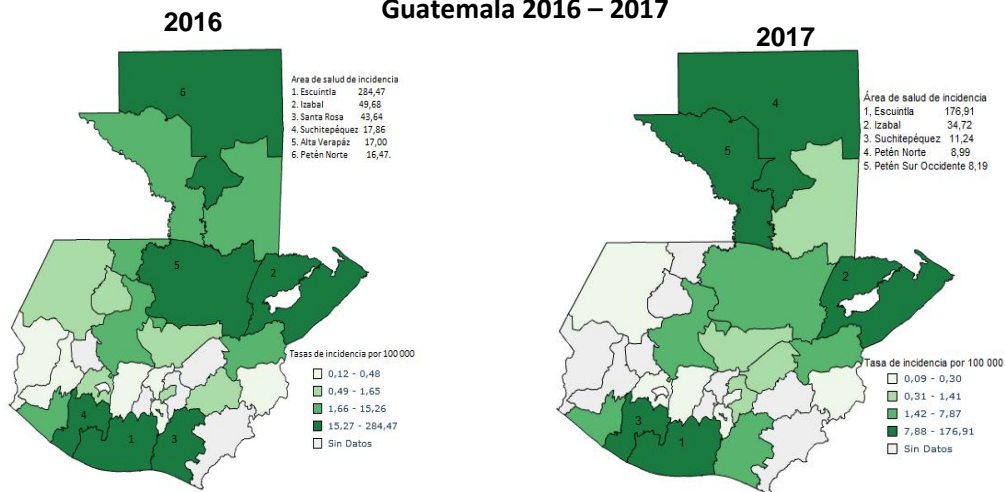 Guatemala 2016 – 2017
2016
Area de salud de incidencia
1. Escuintla 284,47
2. Izabal 49,68
3. Santa Rosa 43,64
4. Suchitepéquez 17,86
5. Alta Verapáz 17,00
6. Petén Norte 16,47.
6
5
2
4
1
3
Tasas de incidencia por 100 000
0,12 - 0,48
0,49 - 1,65
1,66 - 15,26
15,27 - 284,47
Sin Datos
2017
Área de salud de incidencia
1, Escuintla 176,91
2. Izabal 34,72
3. Suchitepéquez 11,24
4. Petén Norte 8,99
5. Petén Sur Occidente 8,19
4
5
2
3
1
Tasa de incidencia por 100 000
0,09 - 0,30
0,31 - 1,41
1,42 - 7,87
7,88 - 176,91
Sin Datos